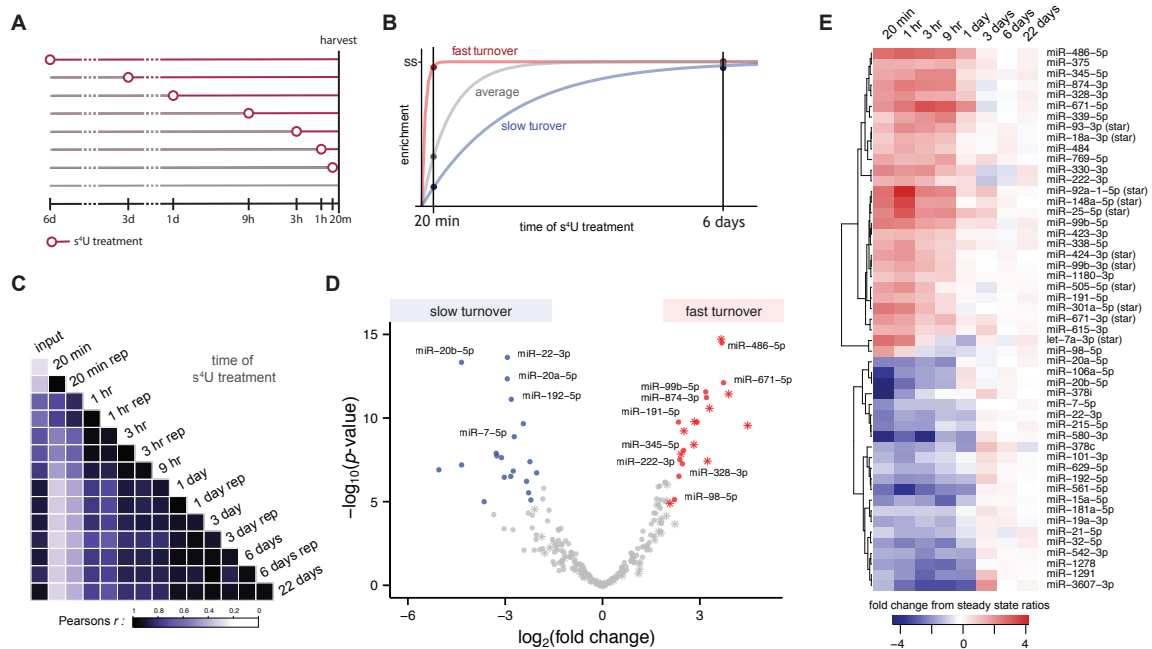 A
harvest
6d
3d
1d
9h
3h
1h
20m
s⁴U treatment
B
fast turnover
ss
average
slow turover
enrichment
20 min
time of s⁴U treatment
6 days
C
input
20 min
20 min rep
1 hr
1 hr rep
3 hr
3 hr rep
9 hr
1 day
1 day rep
3 day
3 day rep
6 days
6 days rep
22 days
time of
s⁴U treatment
Pearsons r :
1 0.8 0.6 0.4 0.2 0
D
slow turnover
fast turnover
15
10
5
0
−log₁₀(p-value)
miR−20b−5p
miR−22−3p
miR−20a−5p
miR−192−5p
miR−7−5p
miR−486−5p
miR−671−5p
miR−99b−5p
miR−874−3p
miR−191−5p
miR−345−5p
miR−222−3p
miR−328−5p
miR−98−5p
−6 −3 0 3
log₂(fold change)
E
20 min
1 hr
3 hr
9 hr
1 day
3 days
6 days
22 days
miR−486−5p
miR−375
miR−345−5p
miR−874−3p
miR−328−3p
miR−671−5p
miR−339−5p
miR−93−3p (star)
miR−18a−3p (star)
miR−484
miR−769−5p
miR−330−3p
miR−222−3p
miR−92a−1−5p (star)
miR−148a−5p (star)
miR−25−5p (star)
miR−99b−5p
miR−423−3p
miR−338−5p
miR−424−3p (star)
miR−99b−3p (star)
miR−1180−3p
miR−505−5p (star)
miR−191−5p
miR−301a−5p (star)
miR−671−3p (star)
miR−615−3p
let−7a−3p (star)
miR−98−5p
miR−20a−5p
miR−106a−5p
miR−20b−5p
miR−378i
miR−7−5p
miR−22−3p
miR−215−5p
miR−580−3p
miR−378c
miR−101−3p
miR−629−5p
miR−192−5p
miR−561−5p
miR−15a−5p
miR−181a−5p
miR−19a−3p
miR−21−5p
miR−32−5p
miR−542−3p
miR−1278
miR−1291
miR−3607−3p
fold change from steady state ratios
−4 0 4